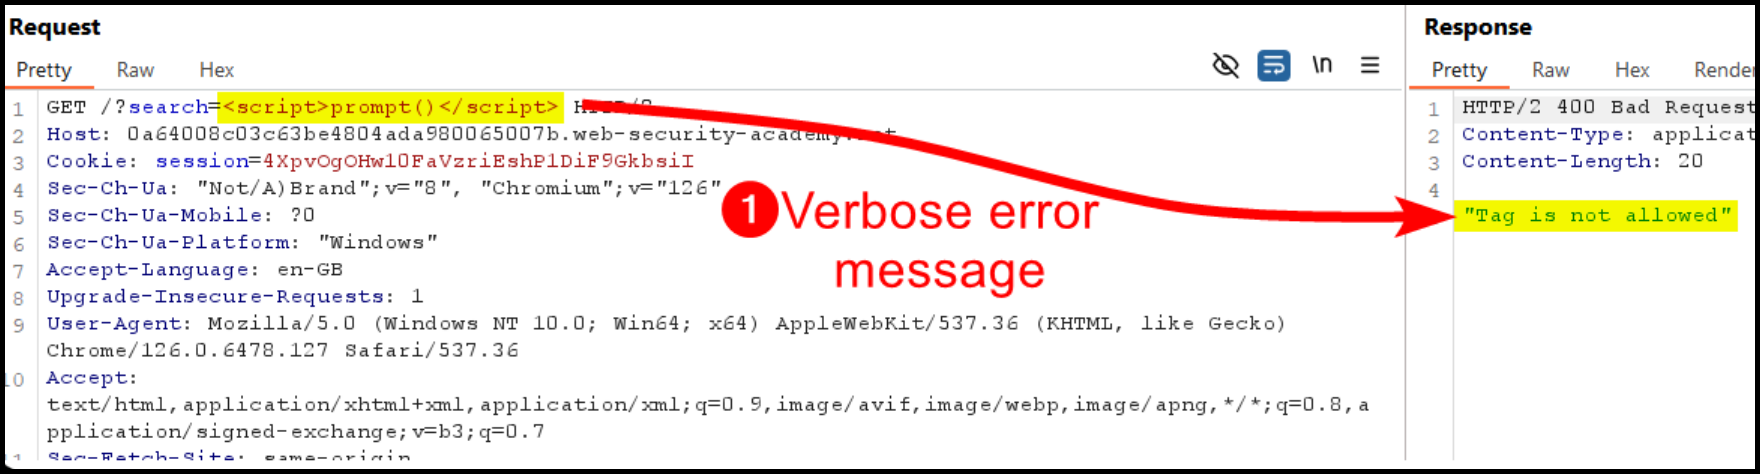 Request
Pretty Raw Hex
\n
1 GET /?search=<script>prompt()</script>
2 Host: 0a64008c03c63be4804ada980065007b.web-security-academy.
3 Cookie: session=4XpvOgOHwl0FaVzriEshP1DiF9GkbsiI
4 Sec-Ch-Ua: "Not/A)Brand";v="8", "Chromium";v="126"
5 Sec-Ch-Ua-Mobile: ?0
6 Sec-Ch-Ua-Platform: "Windows"
7 Accept-Language: en-GB
8 Upgrade-Insecure-Requests: 1
9 User-Agent: Mozilla/5.0 (Windows NT 10.0; Win64; x64) AppleWebKit/537.36 (KHTML, like Gecko)
Chrome/126.0.6478.127 Safari/537.36
10 Accept:
text/html,application/xhtml+xml,application/xml;q=0.9,image/avif,image/webp,image/apng,*/*;q=0.8,a
pplication/signed-exchange;v=b3;q=0.7
11 Sec-Fetch-Site: same-origin
1 Verbose error
message
Response
Pretty Raw Hex Render
1 HTTP/2 400 Bad Request
2 Content-Type: applicat
3 Content-Length: 20
4
5 "Tag is not allowed"